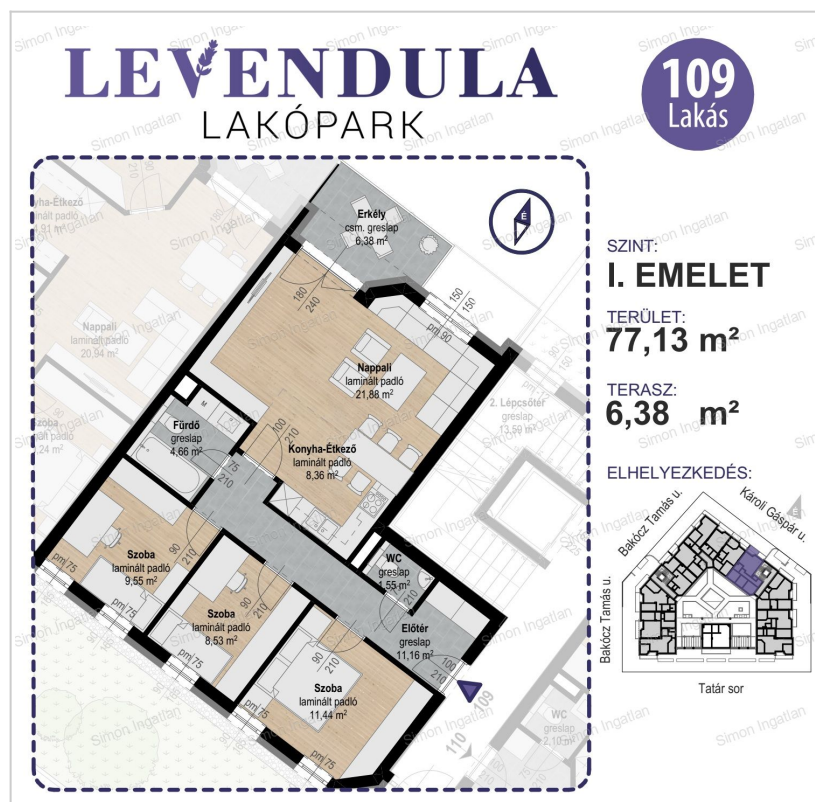 LEVENDULA
LAKÓPARK
109
Lakás
Erkély
csm. greslap
6,38 m²
180
240
150
150
pm 90
Nappali
laminált padló
21,88 m²
Nappali
laminált padló
20,94 m²
2. Lépcsőtér
greslap
13,59 m²
M
Fürdő
greslap
4,66 m²
75
210
100
210
Konyha-Étkező
laminált padló
8,36 m²
Szoba
laminált padló
9,55 m²
90
210
pm 75
pm 75
Szoba
laminált padló
8,53 m²
90
210
pm 75
WC
greslap
1,55 m²
210
Előtér
greslap
11,16 m²
100
210
Szoba
laminált padló
11,44 m²
90
210
pm 75
pm 75
110
109
WC
greslap
2,10 m²
É
SZINT:
I. EMELET
TERÜLET:
77,13 m²
TERASZ:
6,38 m²
ELHELYEZKEDÉS:
Bakócz Tamás u.
Károli Gáspár u.
É
Bakócz Tamás u.
Tatár sor
Simon Ingatlan